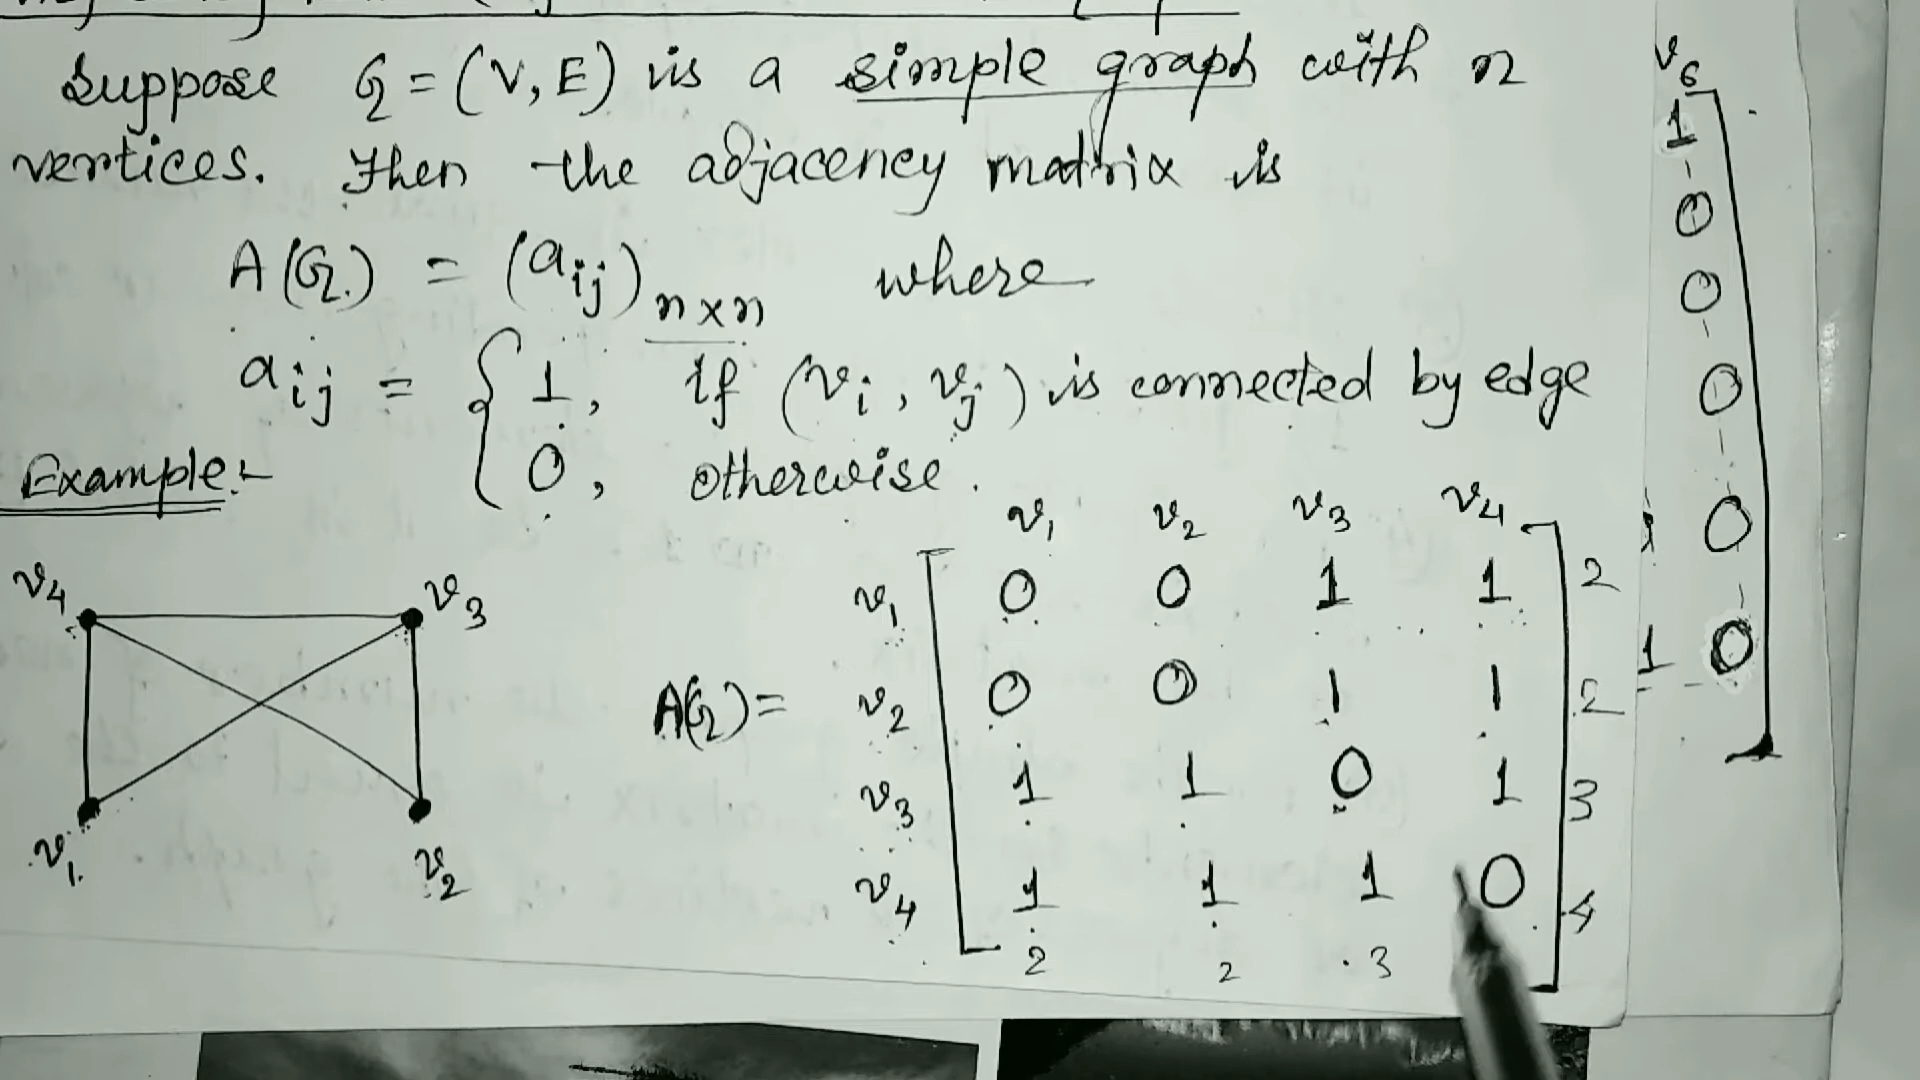 Suppose G = (V, E) is a simple graph with n
vertices. Then the adjacency matrix is
A(G) = (aij) n×n where
aij = { 1, if (vi, vj) is connected by edge
0, otherwise.
Example:-
v4 v3
v1 v2
v1 v2 v3 v4
v1 0 0 1 1 2
A(G) = v2 0 0 1 1 2
v3 1 1 0 1 3
v4 1 1 1 0 4
2 2 3
v6
1
0
0
0
0
1 0